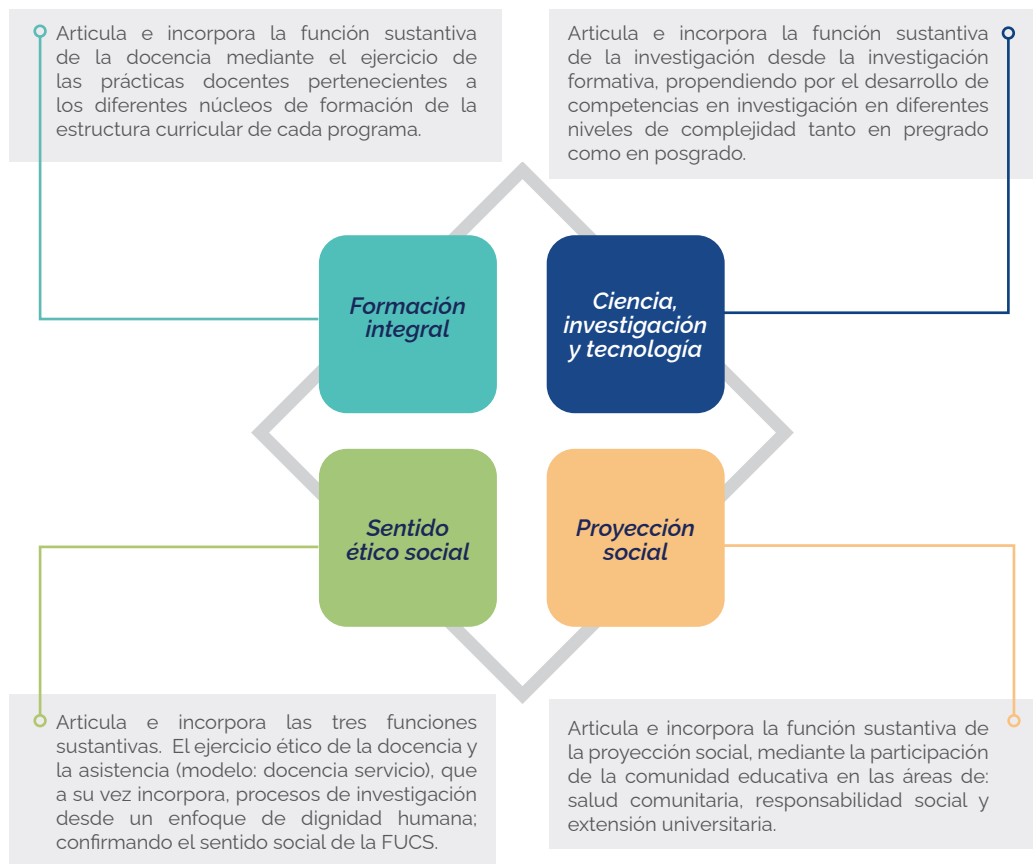 Articula e incorpora la función sustantiva
de la docencia mediante el ejercicio de
las prácticas docentes pertenecientes a
los diferentes núcleos de formación de la
estructura curricular de cada programa.
Articula e incorpora la función sustantiva
de la investigación desde la investigación
formativa, propendiendo por el desarrollo de
competencias en investigación en diferentes
niveles de complejidad tanto en pregrado
como en posgrado.
Formación
integral
Ciencia,
investigación
y tecnología
Sentido
ético social
Proyección
social
Articula e incorpora las tres funciones
sustantivas. El ejercicio ético de la docencia y
la asistencia (modelo: docencia servicio), que
a su vez incorpora, procesos de investigación
desde un enfoque de dignidad humana;
confirmando el sentido social de la FUCS.
Articula e incorpora la función sustantiva de
la proyección social, mediante la participación
de la comunidad educativa en las áreas de:
salud comunitaria, responsabilidad social y
extensión universitaria.